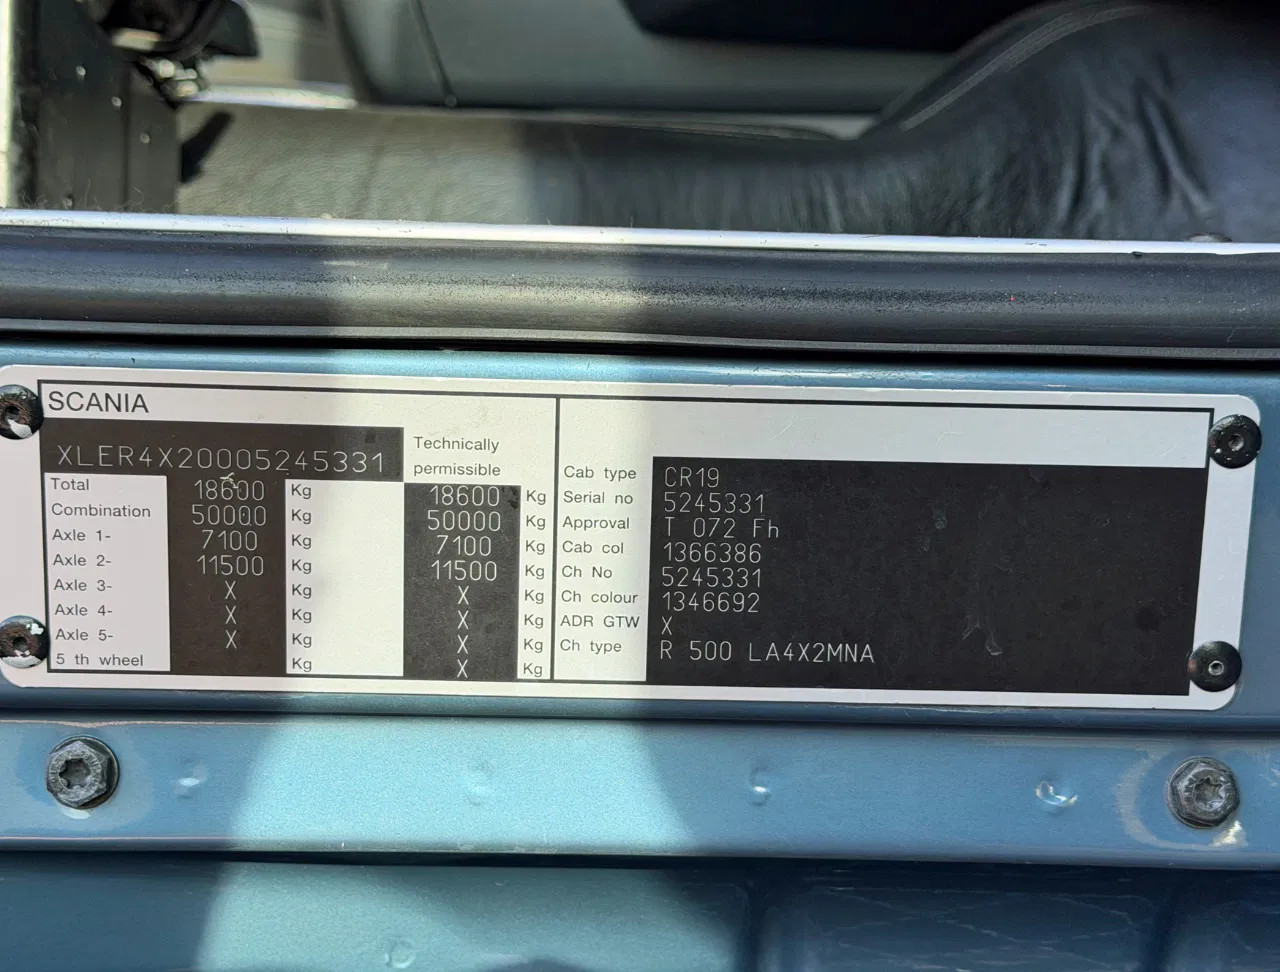 SCANIA
XLER4X20005245331
Technically
permissible
Total 18600 Kg 18600 Kg
Combination 50000 Kg 50000 Kg
Axle 1- 7100 Kg 7100 Kg
Axle 2- 11500 Kg 11500 Kg
Axle 3- X Kg X Kg
Axle 4- X Kg X Kg
Axle 5- X Kg X Kg
5 th wheel Kg X Kg
Cab type CR19
Serial no 5245331
Approval T 072 Fh
Cab col 1366386
Ch No 5245331
Ch colour 1346692
ADR GTW X
Ch type R 500 LA4X2MNA